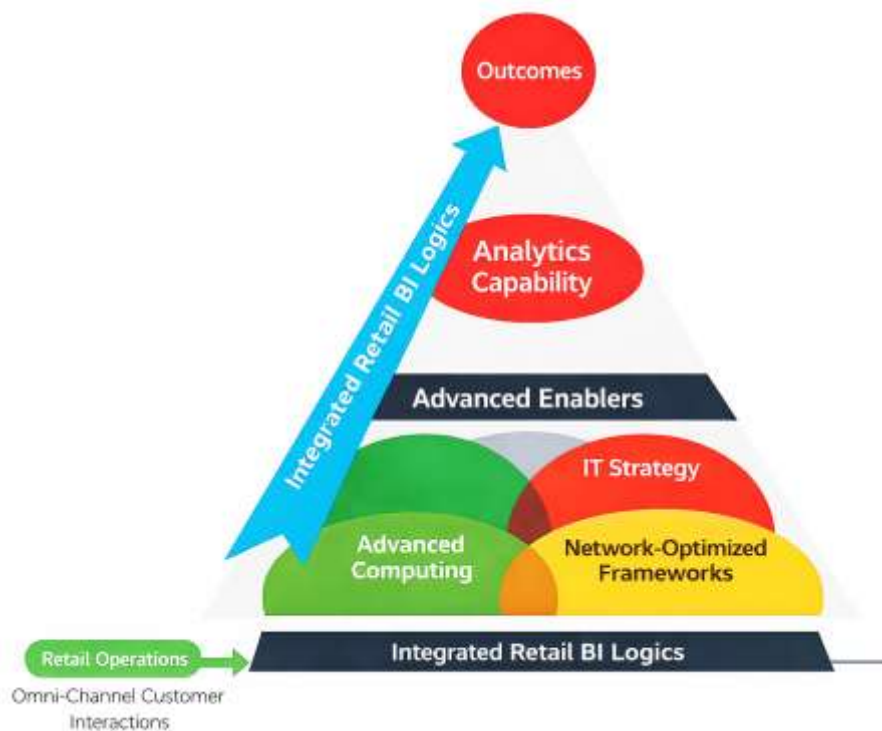 Outcomes
Analytics
Capability
Integrated Retail BI Logics
Advanced Enablers
IT Strategy
Advanced
Computing
Network-Optimized
Frameworks
Retail Operations
Integrated Retail BI Logics
Omni-Channel Customer
Interactions